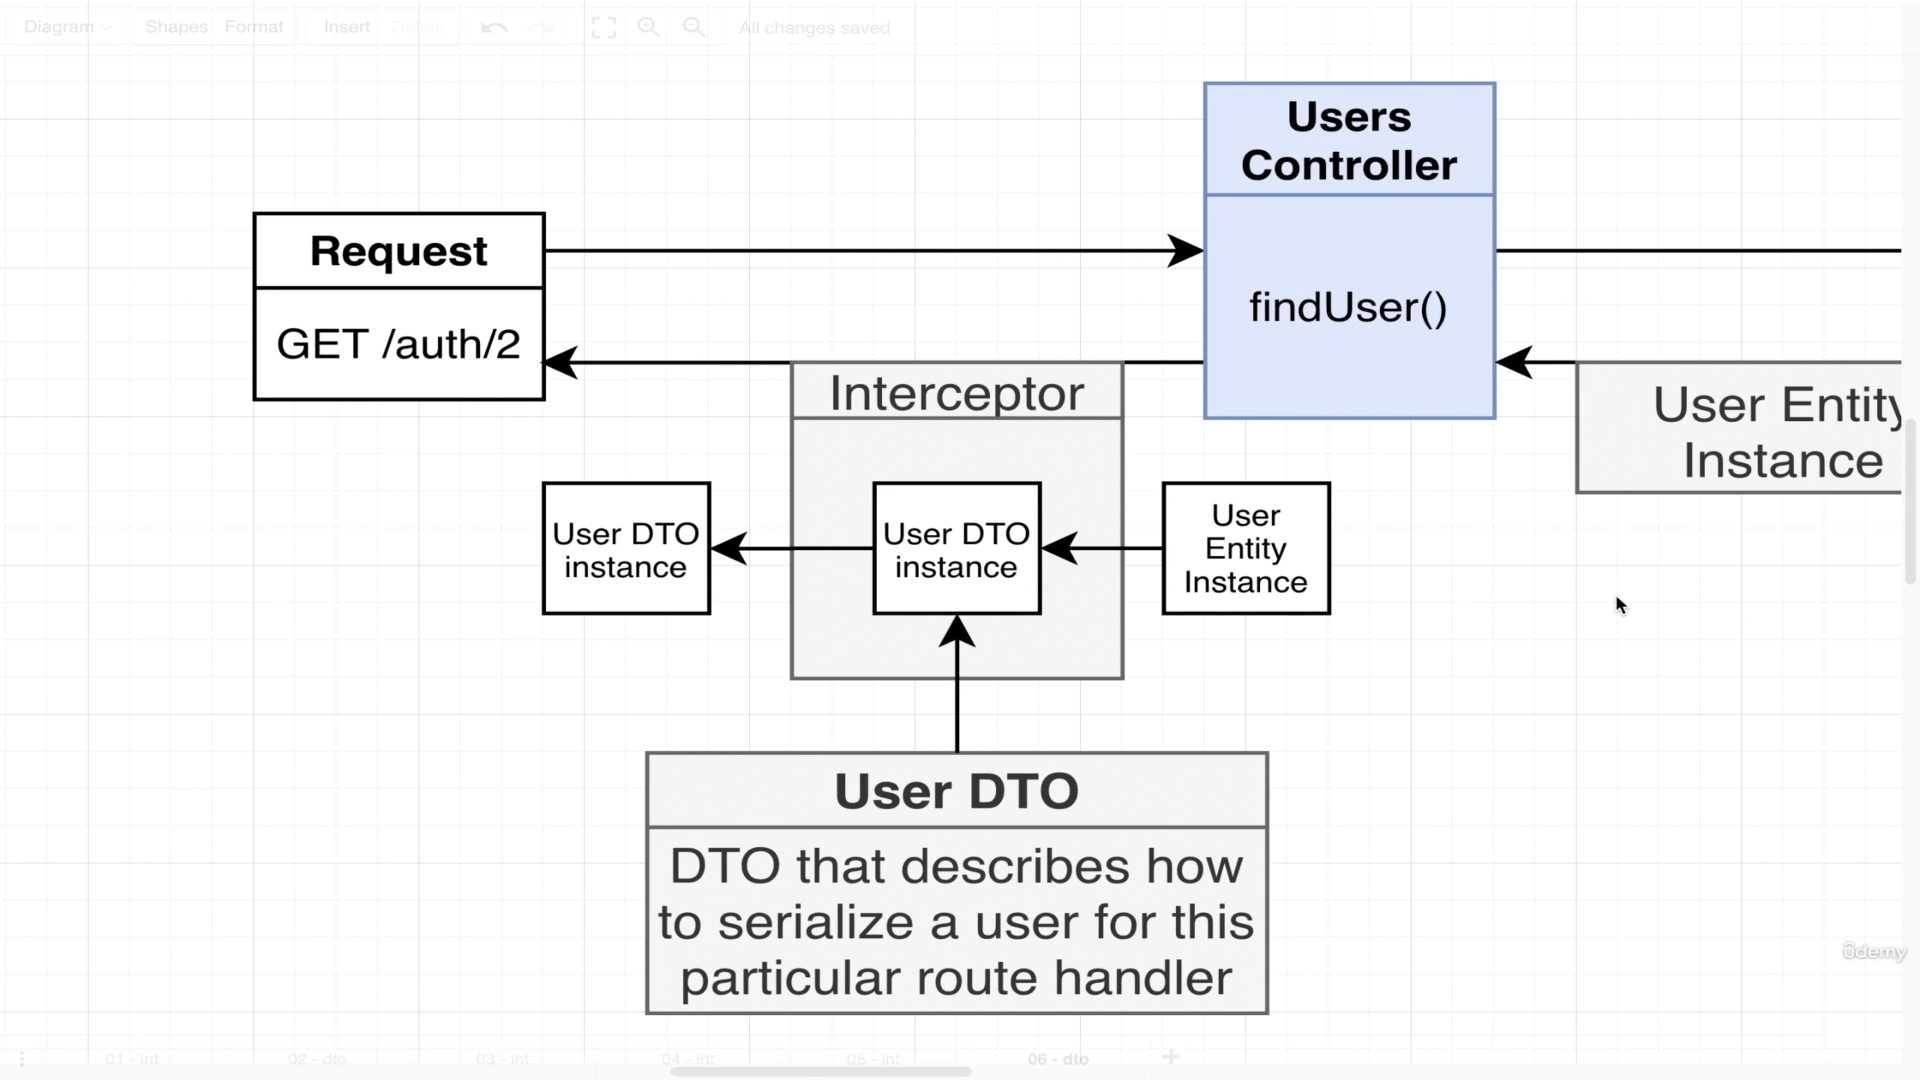 Diagram
Shapes
Format
Insert
Delete
All changes saved
Users
Controller
findUser()
Request
GET /auth/2
Interceptor
User Entity
Instance
User DTO
instance
User DTO
instance
User
Entity
Instance
User DTO
DTO that describes how
to serialize a user for this
particular route handler
ûdemy
01 - int
02 - dto
03 - int
04 - int
05 - int
06 - dto